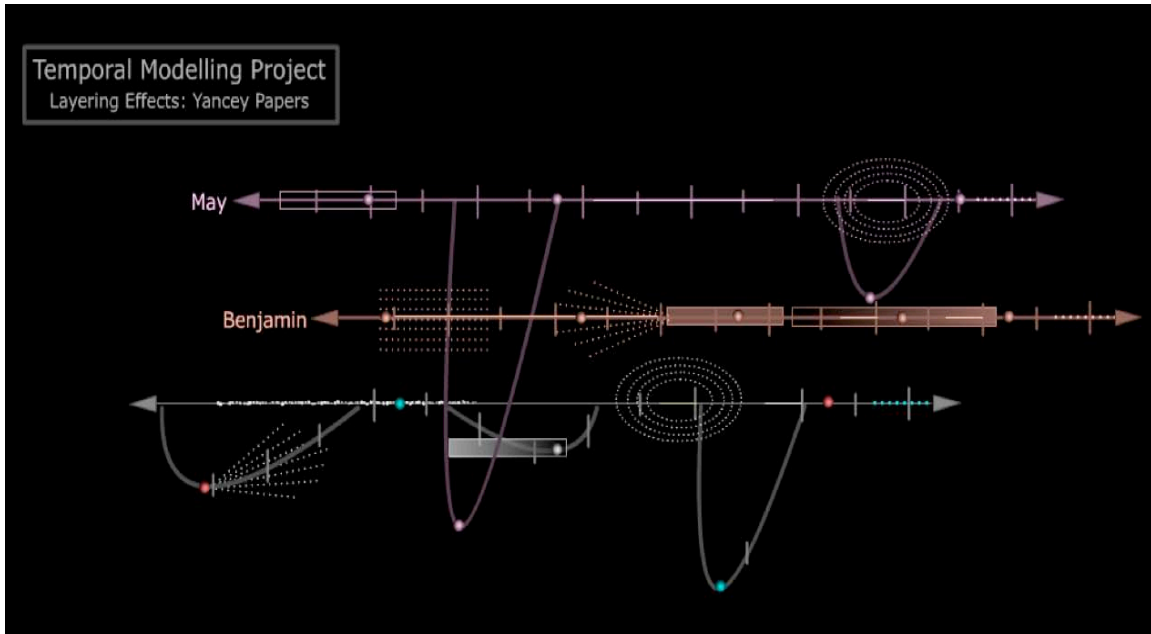 Temporal Modelling Project
Layering Effects: Yancey Papers
May
Benjamin